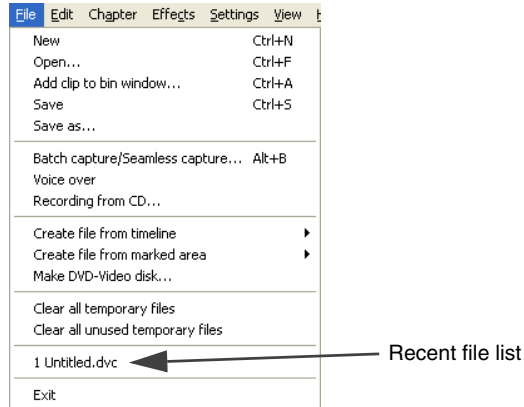 File Edit Chapter Effects Settings View
New Ctrl+N
Open... Ctrl+F
Add clip to bin window... Ctrl+A
Save Ctrl+S
Save as...
Batch capture/Seamless capture... Alt+B
Voice over
Recording from CD...
Create file from timeline
Create file from marked area
Make DVD-Video disk...
Clear all temporary files
Clear all unused temporary files
1 Untitled.dvc
Recent file list
Exit